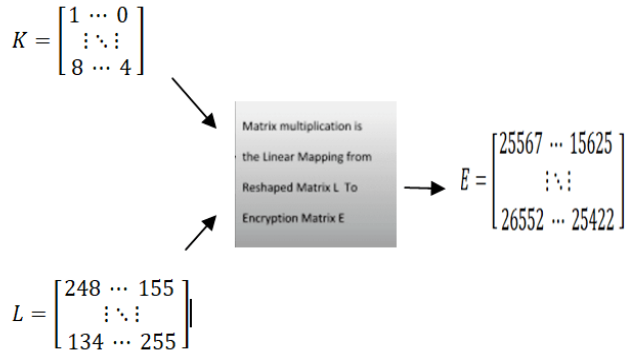 K = [1 ⋯ 0
⋮ ⋱ ⋮
8 ⋯ 4]
Matrix multiplication is
the Linear Mapping from
Reshaped Matrix L To
Encryption Matrix E
E = [25567 ⋯ 15625
⋮ ⋱ ⋮
26552 ⋯ 25422]
L = [248 ⋯ 155
⋮ ⋱ ⋮
134 ⋯ 255]